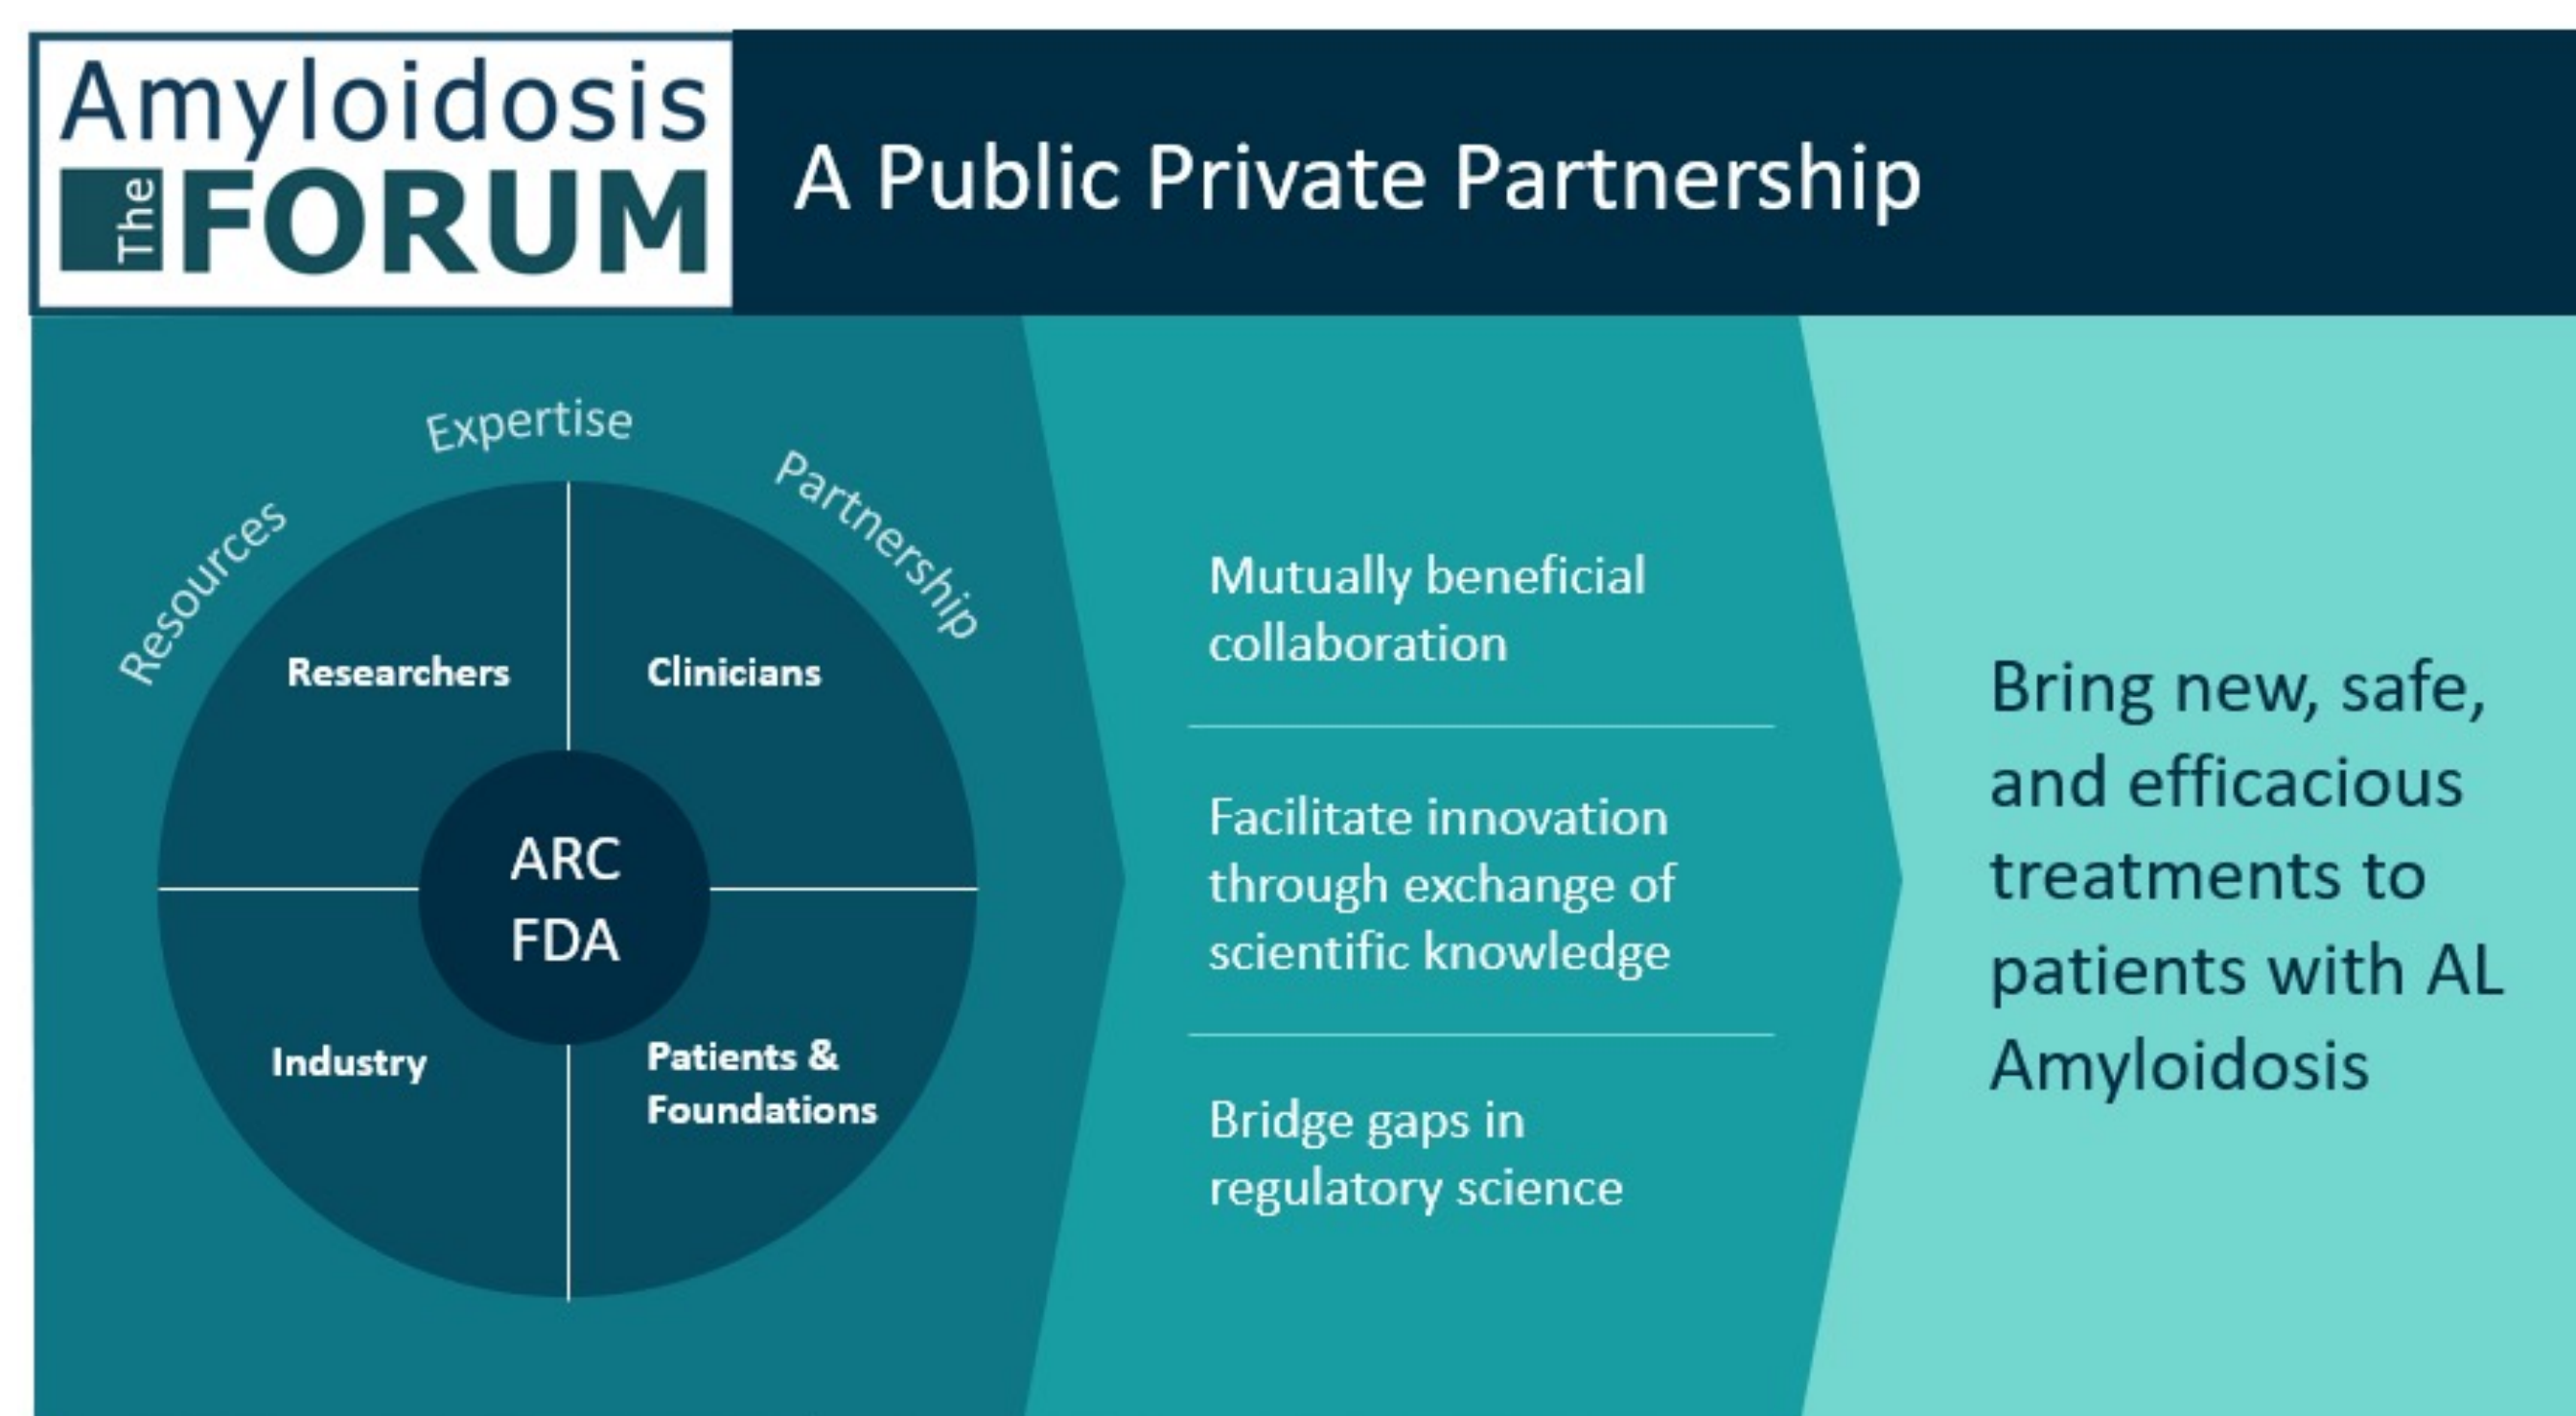 Amyloidosis
The FORUM
A Public Private Partnership
Resources
Expertise
Partnership
Researchers
Clinicians
ARC
FDA
Industry
Patients &
Foundations
Mutually beneficial
collaboration
Facilitate innovation
through exchange of
scientific knowledge
Bridge gaps in
regulatory science
Bring new, safe,
and efficacious
treatments to
patients with AL
Amyloidosis